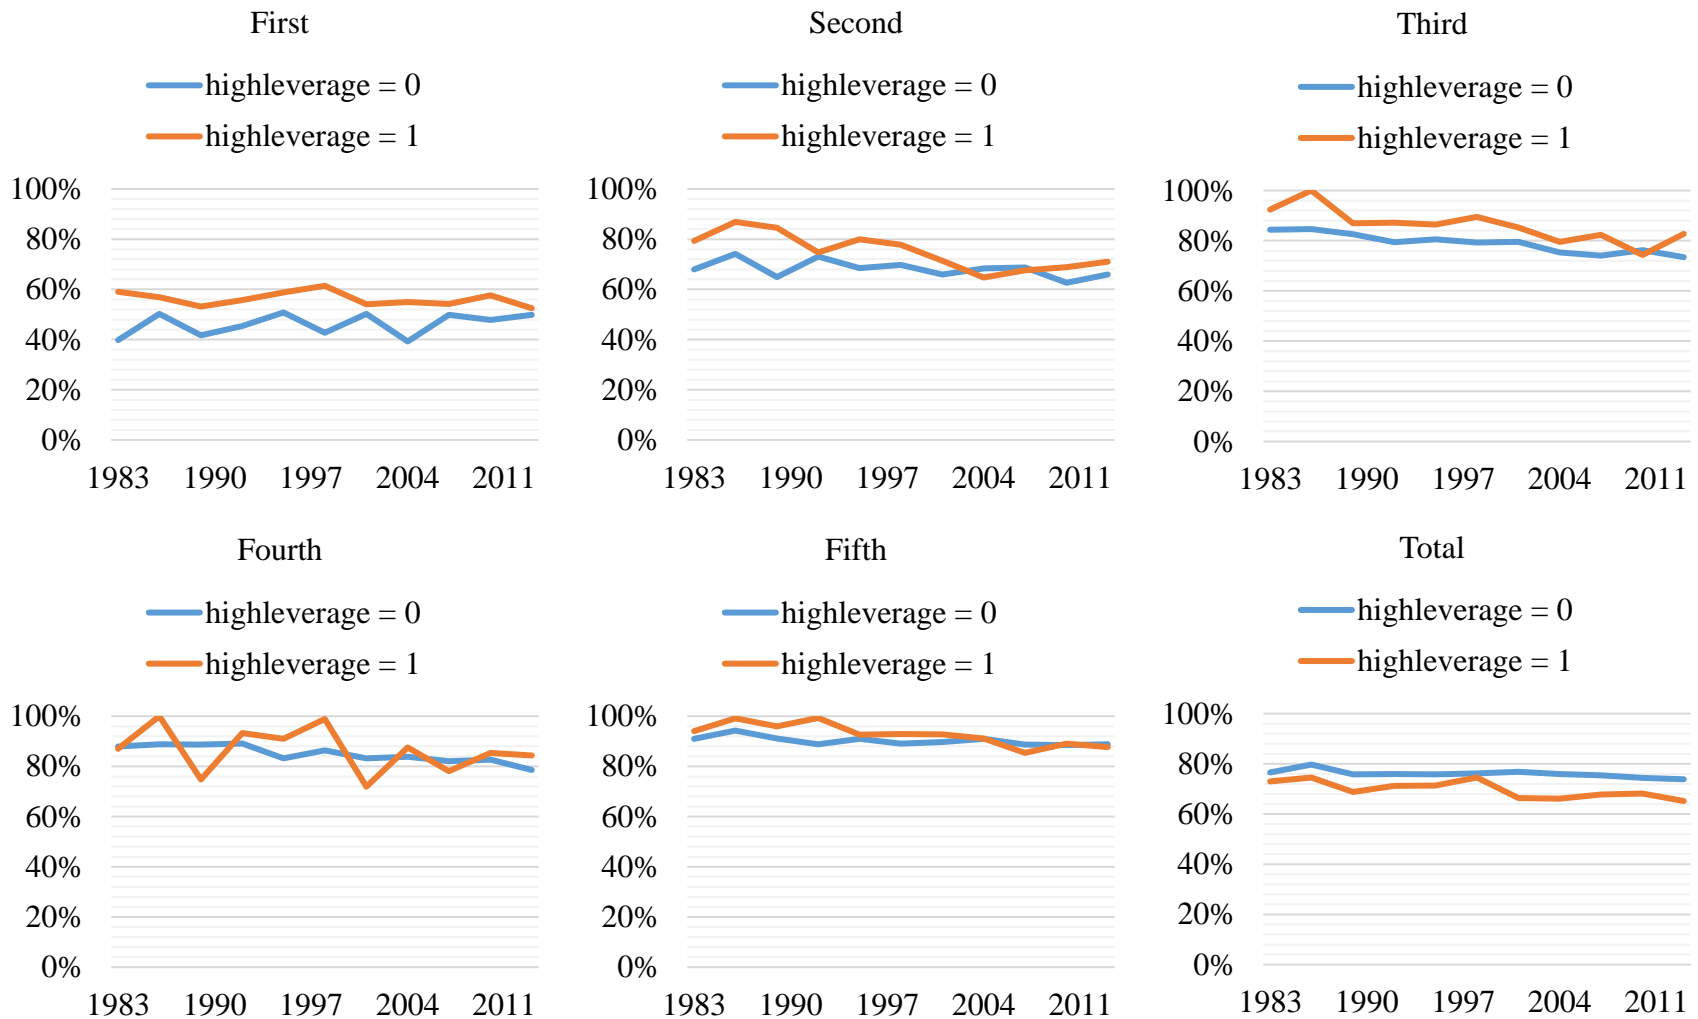 First
highleverage = 0
highleverage = 1
100%
80%
60%
40%
20%
0%
1983 1990 1997 2004 2011
Second
highleverage = 0
highleverage = 1
100%
80%
60%
40%
20%
0%
1983 1990 1997 2004 2011
Third
highleverage = 0
highleverage = 1
100%
80%
60%
40%
20%
0%
1983 1990 1997 2004 2011
Fourth
highleverage = 0
highleverage = 1
100%
80%
60%
40%
20%
0%
1983 1990 1997 2004 2011
Fifth
highleverage = 0
highleverage = 1
100%
80%
60%
40%
20%
0%
1983 1990 1997 2004 2011
Total
highleverage = 0
highleverage = 1
100%
80%
60%
40%
20%
0%
1983 1990 1997 2004 2011